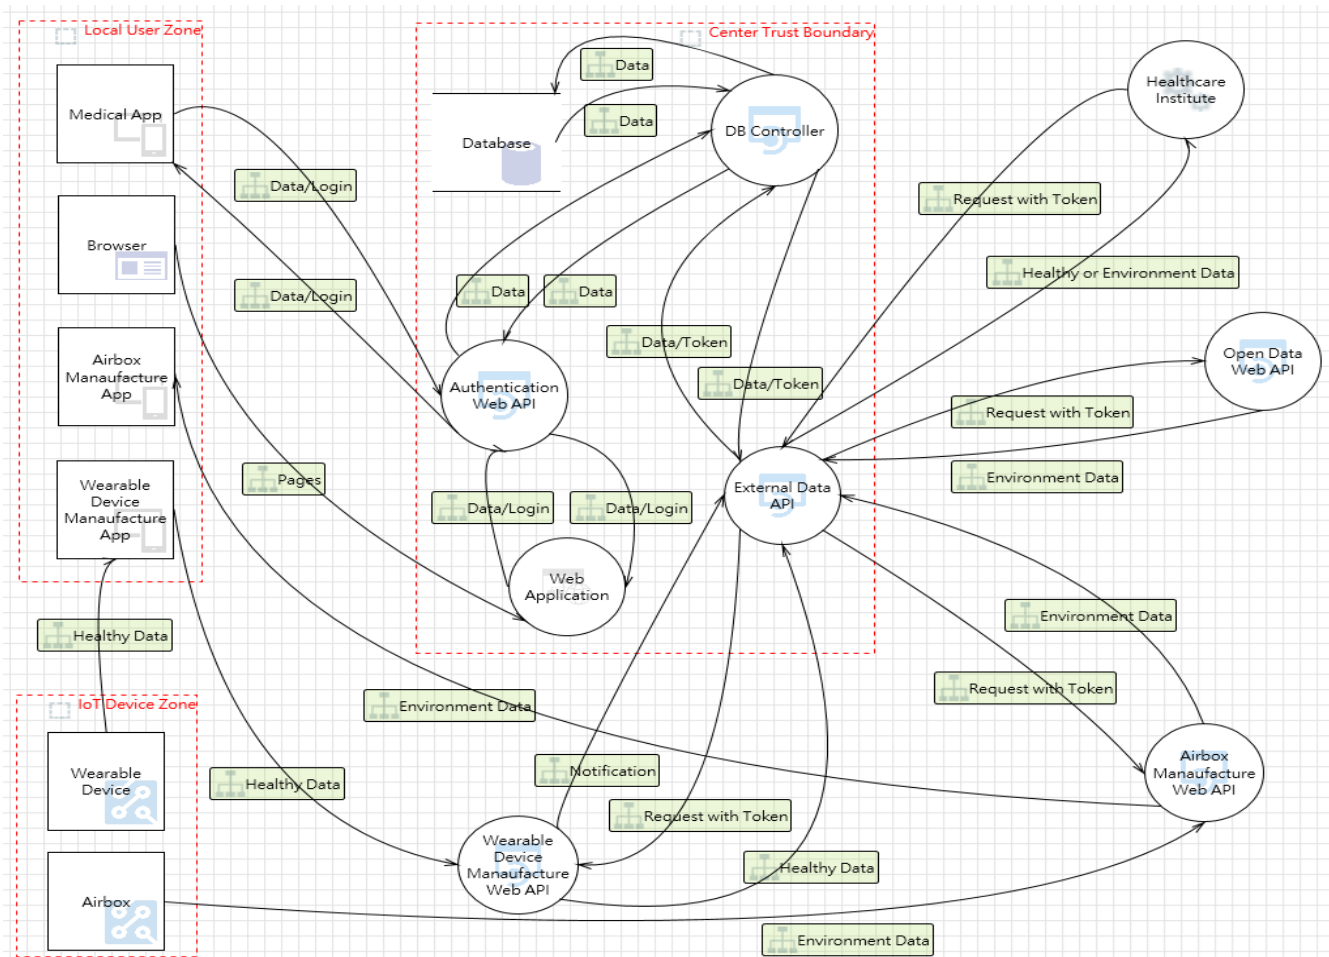 Local User Zone
Medical App
Browser
Airbox
Manaufacture
App
Wearable
Device
Manaufacture
App
Data/Login
Data/Login
Pages
Healthy Data
IoT Device Zone
Wearable
Device
Airbox
Healthy Data
Environment Data
Center Trust Boundary
Data
Data
Database
DB Controller
Data
Data
Data/Token
Data/Token
Authentication
Web API
Data/Login
Data/Login
Web
Application
External Data
API
Notification
Request with Token
Healthy Data
Wearable
Device
Manaufacture
Web API
Environment Data
Healthcare
Institute
Request with Token
Healthy or Environment Data
Open Data
Web API
Request with Token
Environment Data
Environment Data
Request with Token
Airbox
Manaufacture
Web API